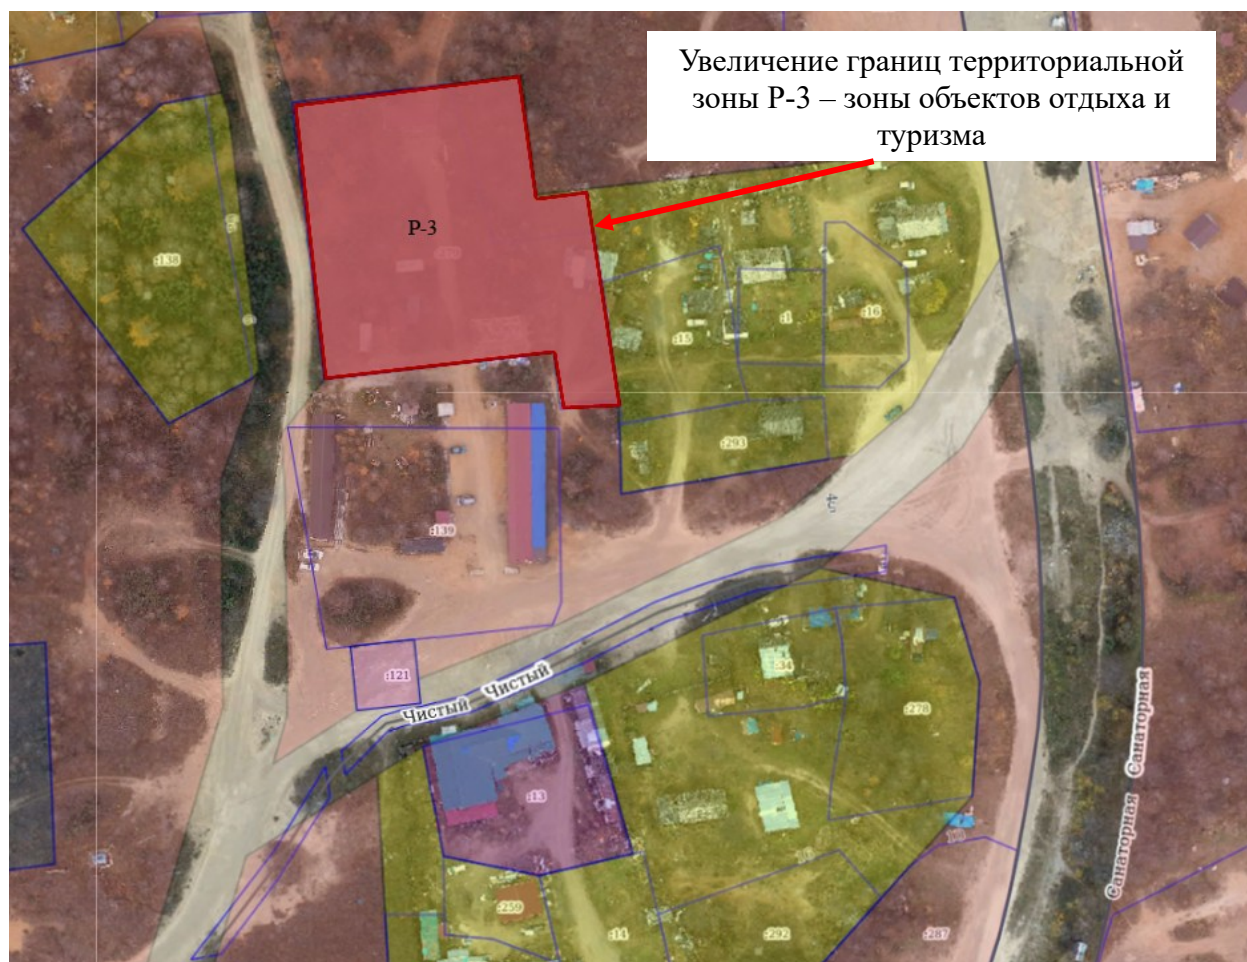 Увеличение границ территориальной
зоны Р-3 – зоны объектов отдыха и
туризма
Р-3
:138
:15
:1
:16
:293
:139
:121
Чистый Чистый
:34
:278
:13
:259
:14
:292
:287
Санаторная Санаторная